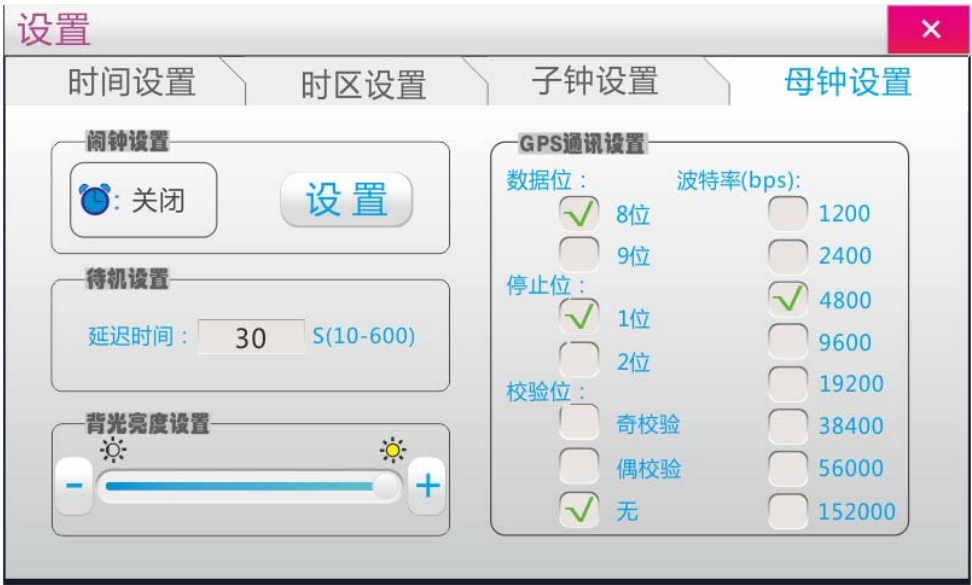 设置
×
时间设置
时区设置
子钟设置
母钟设置
闹钟设置
: 关闭
设 置
待机设置
延迟时间: 30 S(10-600)
背光亮度设置
- +
GPS通讯设置
数据位:
8位
9位
停止位:
1位
2位
校验位:
奇校验
偶校验
无
波特率(bps):
1200
2400
4800
9600
19200
38400
56000
152000